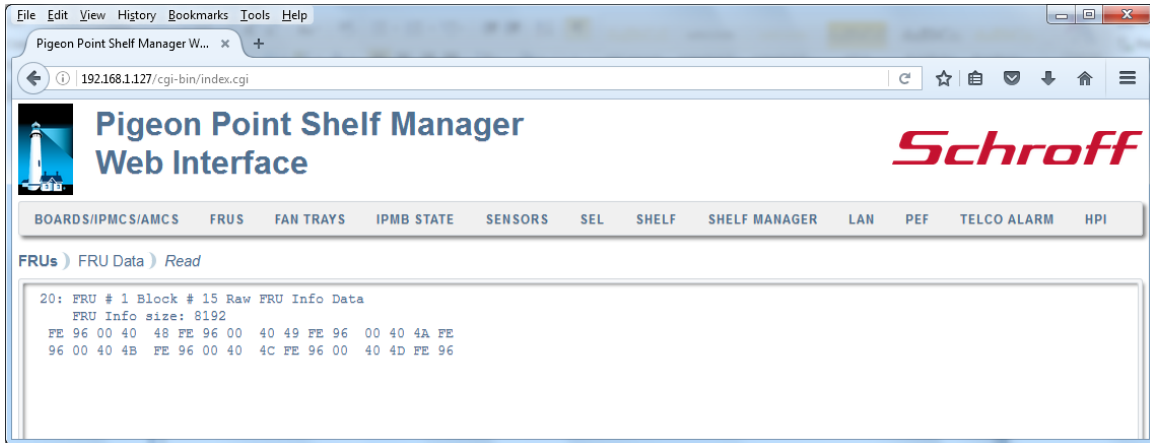 File Edit View History Bookmarks Tools Help
Pigeon Point Shelf Manager W... × +
192.168.1.127/cgi-bin/index.cgi
Pigeon Point Shelf Manager
Web Interface
Schroff
BOARDS/IPMCS/AMCS FRUS FAN TRAYS IPMB STATE SENSORS SEL SHELF SHELF MANAGER LAN PEF TELCO ALARM HPI
FRUs ) FRU Data ) Read
20: FRU # 1 Block # 15 Raw FRU Info Data
FRU Info size: 8192
FE 96 00 40 48 FE 96 00 40 49 FE 96 00 40 4A FE
96 00 40 4B FE 96 00 40 4C FE 96 00 40 4D FE 96